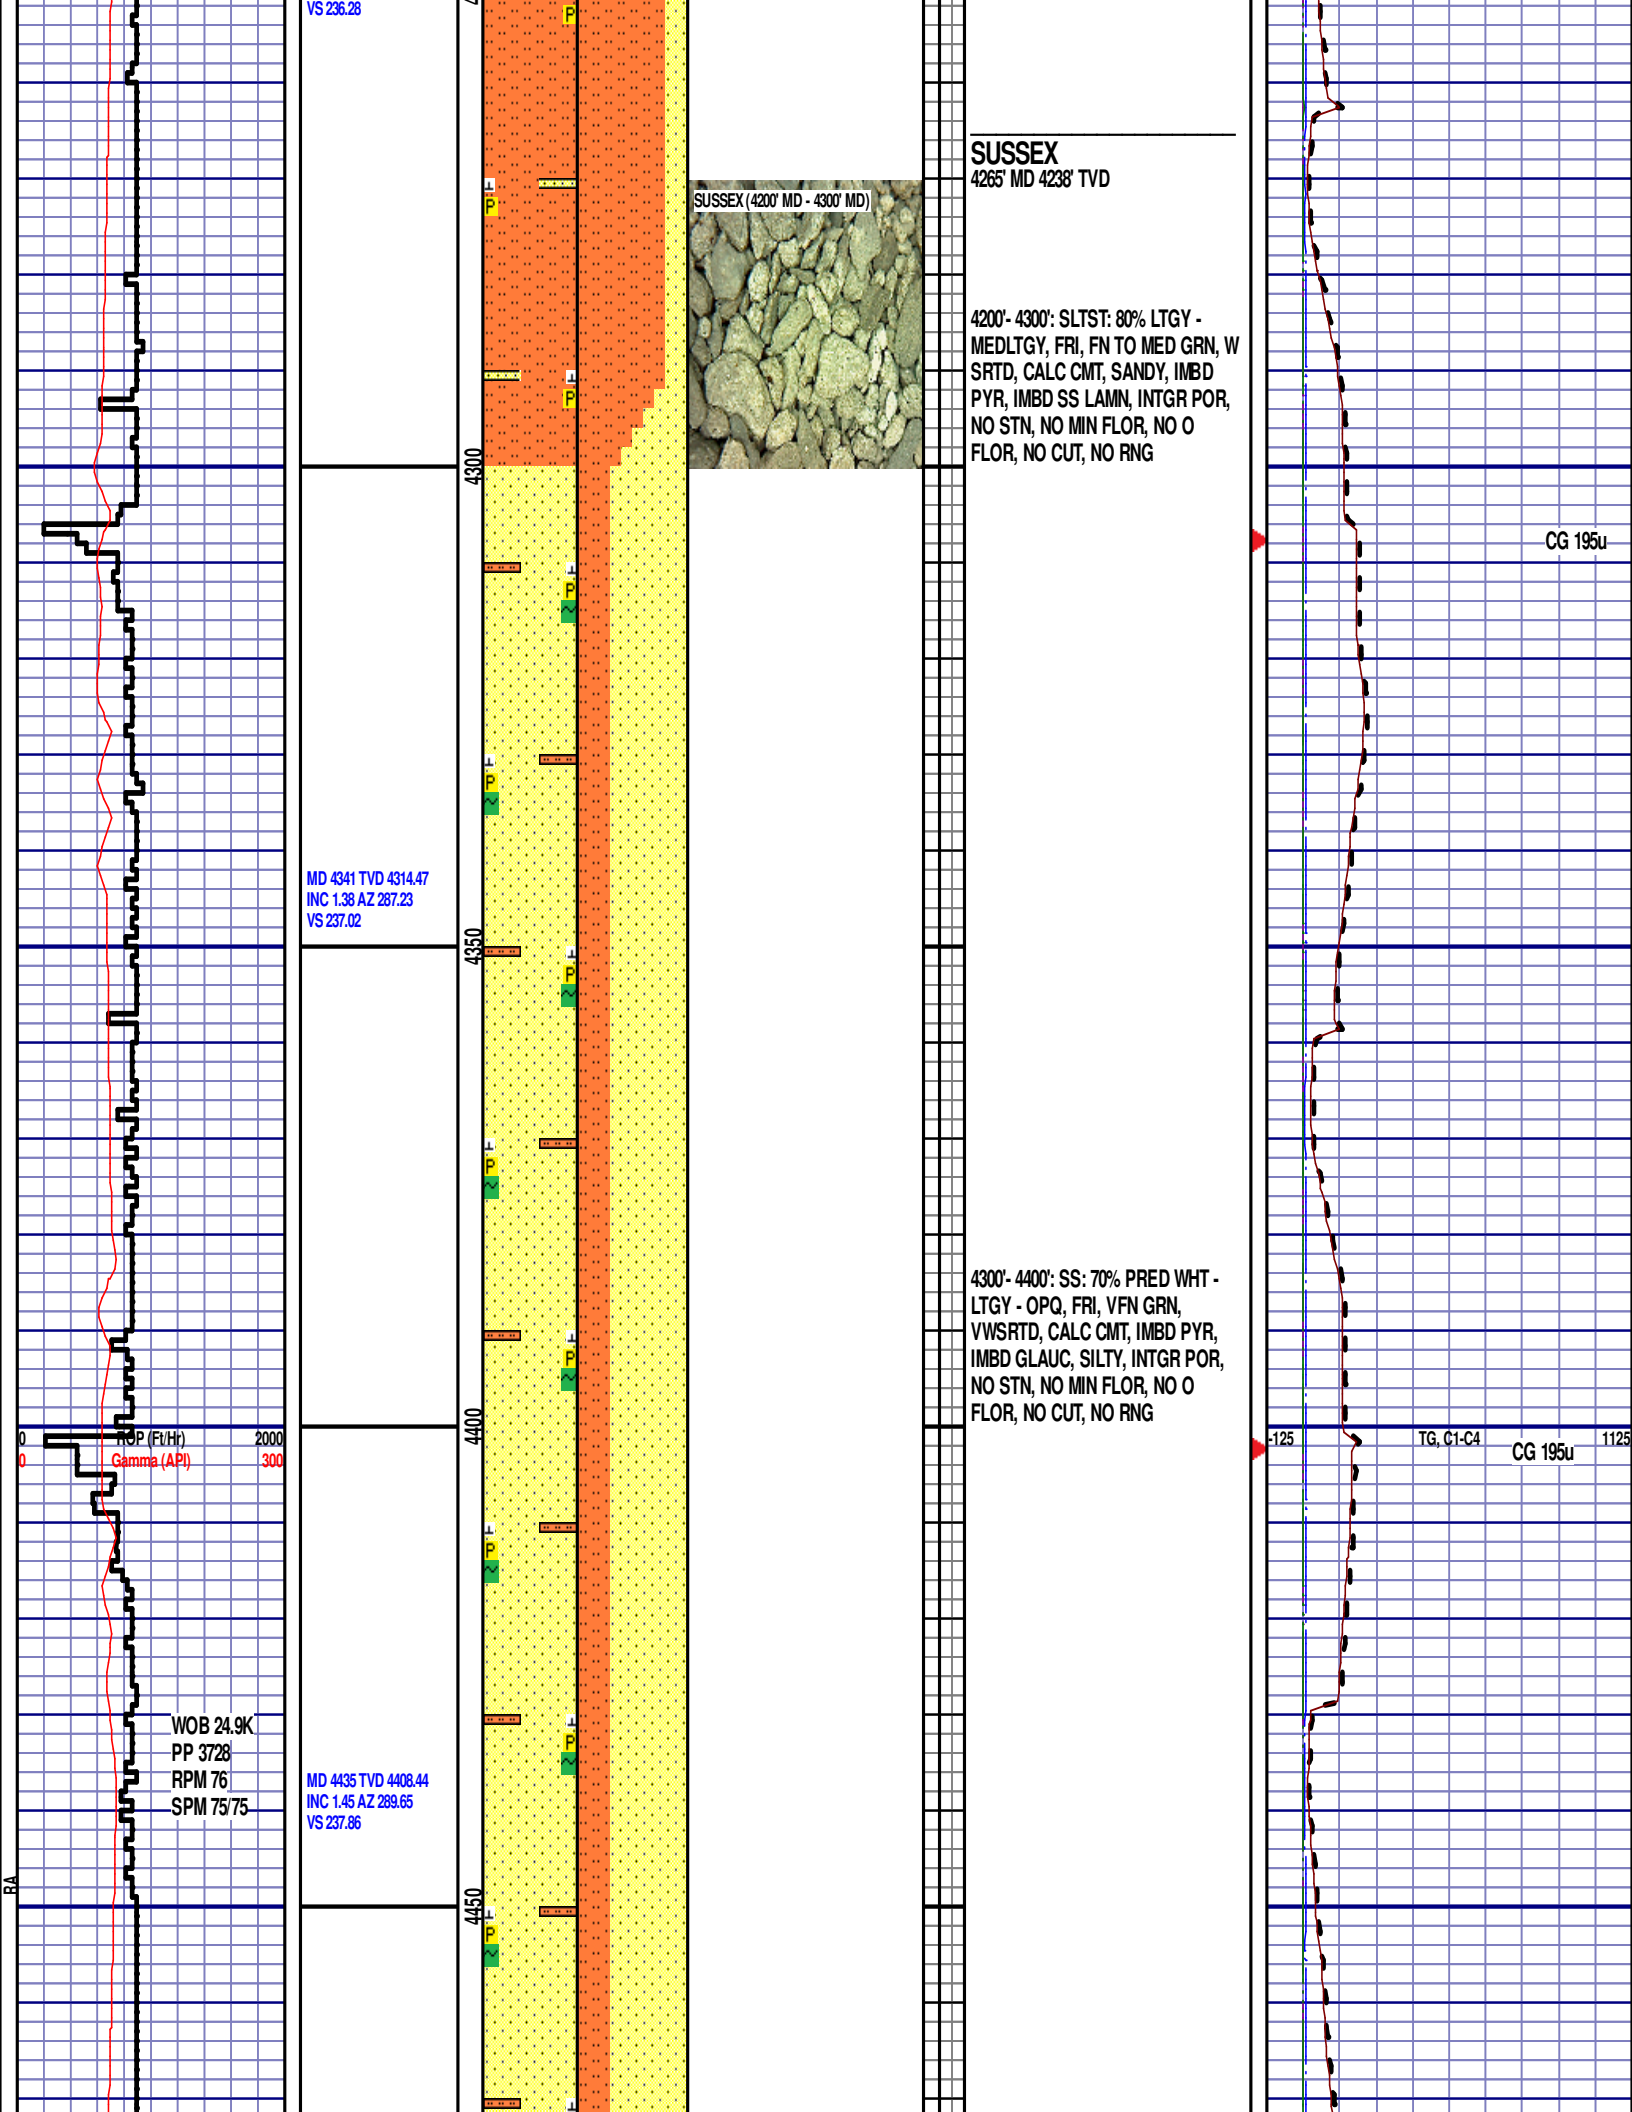 VS 236.28
P
SUSSEX
4265' MD 4238' TVD
P
SUSSEX (4200' MD - 4300' MD)
4200'- 4300': SLTST: 80% LTGY -
MEDLTGY, FRI, FN TO MED GRN, W
SRTD, CALC CMT, SANDY, IMBD
PYR, IMBD SS LAMN, INTGR POR,
NO STN, NO MIN FLOR, NO O
FLOR, NO CUT, NO RNG
P
4300
CG 195u
P
P
MD 4341 TVD 4314.47
INC 1.38 AZ 287.23
VS 237.02
4350
P
P
4300'- 4400': SS: 70% PRED WHT -
LTGY - OPQ, FRI, VFN GRN,
VWSRTD, CALC CMT, IMBD PYR,
IMBD GLAUC, SILTY, INTGR POR,
NO STN, NO MIN FLOR, NO O
FLOR, NO CUT, NO RNG
P
4400
0 ROP (Ft/Hr) 2000
0 Gamma (API) 300
-125 TG, C1-C4 1125
CG 195u
P
WOB 24.9K
PP 3728
RPM 76
SPM 75/75
P
MD 4435 TVD 4408.44
INC 1.45 AZ 289.65
VS 237.86
RA
4450
P